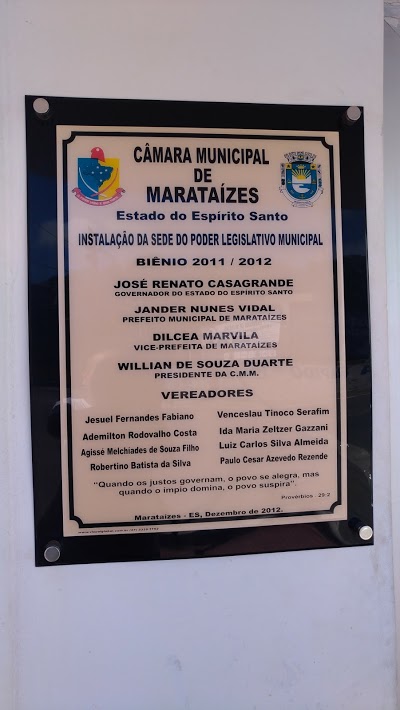 CÂMARA MUNICIPAL
DE
MARATAÍZES
Estado do Espírito Santo
INSTALAÇÃO DA SEDE DO PODER LEGISLATIVO MUNICIPAL
BIÊNIO 2011 / 2012
JOSÉ RENATO CASAGRANDE
GOVERNADOR DO ESTADO DO ESPÍRITO SANTO
JANDER NUNES VIDAL
PREFEITO MUNICIPAL DE MARATAÍZES
DILCEA MARVILA
VICE-PREFEITA DE MARATAÍZES
WILLIAN DE SOUZA DUARTE
PRESIDENTE DA C.M.M.
VEREADORES
Jesuel Fernandes Fabiano
Ademilton Rodovalho Costa
Agissé Melchiades de Souza Filho
Robertino Batista da Silva
Venceslau Tinoco Serafim
Ida Maria Zeltzer Gazzani
Luiz Carlos Silva Almeida
Paulo Cesar Azevedo Rezende
"Quando os justos governam, o povo se alegra, mas
quando o ímpio domina, o povo suspira".
Provérbios . 29:2
Marataízes - ES, Dezembro de 2012.